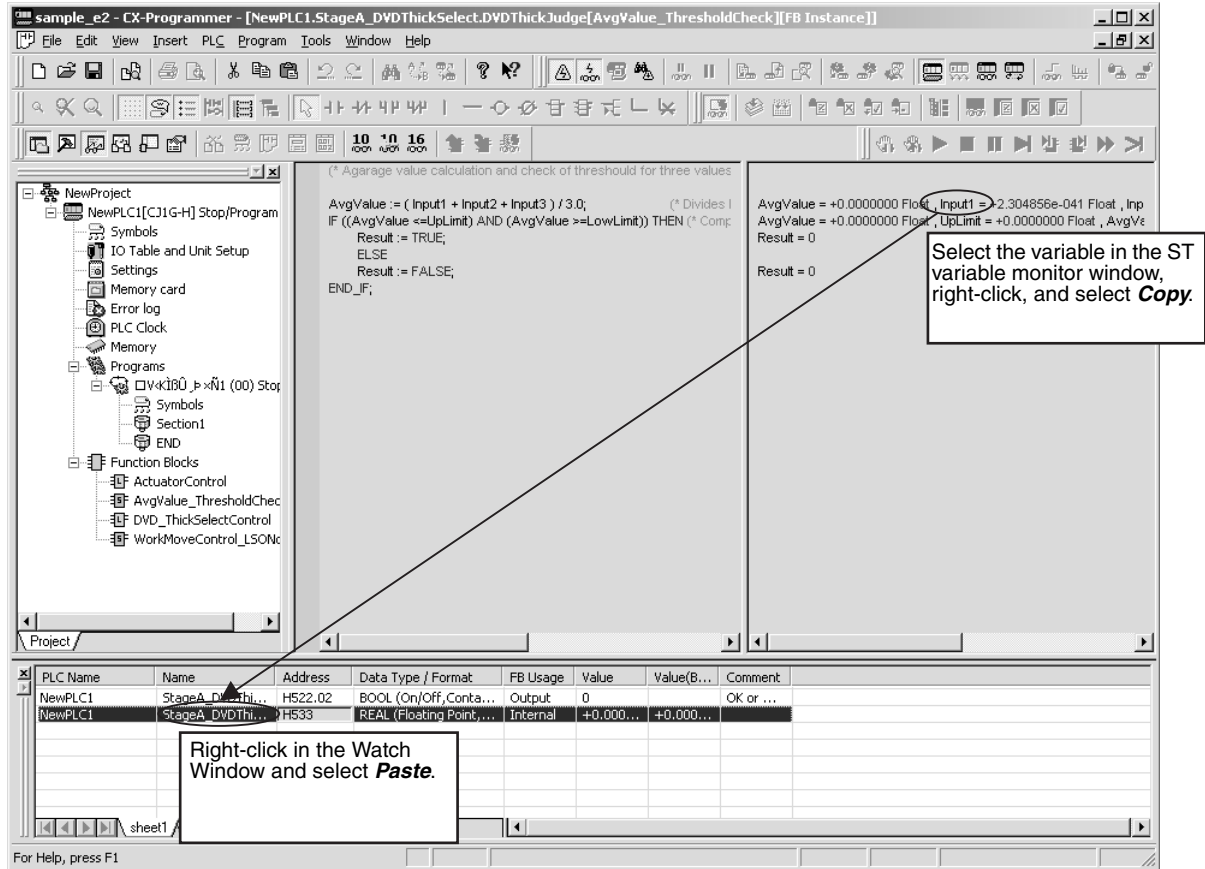 sample_e2 - CX-Programmer - [NewPLC1.StageA_DVDThickSelect.DVDThickJudge[AvgValue_ThresholdCheck][FB Instance]]
File Edit View Insert PLC Program Tools Window Help
10 10 16
(* Agarage value calculation and check of threshould for three values
AvgValue := ( Input1 + Input2 + Input3 ) / 3.0; (* Divides I
IF ((AvgValue <=UpLimit) AND (AvgValue >=LowLimit)) THEN (* Comp
Result := TRUE;
ELSE
Result := FALSE;
END_IF;
AvgValue = +0.0000000 Float , Input1 = +2.304856e-041 Float , Inp
AvgValue = +0.0000000 Float , UpLimit = +0.0000000 Float , AvgVa
Result = 0
Result = 0
Select the variable in the ST
variable monitor window,
right-click, and select Copy.
NewProject
NewPLC1[CJ1G-H] Stop/Program
Symbols
IO Table and Unit Setup
Settings
Memory card
Error log
PLC Clock
Memory
Programs
1 (00) Stop
Symbols
Section1
END
Function Blocks
ActuatorControl
AvgValue_ThresholdChec
DVD_ThickSelectControl
WorkMoveControl_LSONo
Project
PLC Name Name Address Data Type / Format FB Usage Value Value(B... Comment
NewPLC1 StageA_DVDThi... H522.02 BOOL (On/Off,Conta... Output 0 OK or ...
NewPLC1 StageA_DVDThi... H533 REAL (Floating Point,... Internal +0.000... +0.000...
Right-click in the Watch
Window and select Paste.
sheet1
For Help, press F1